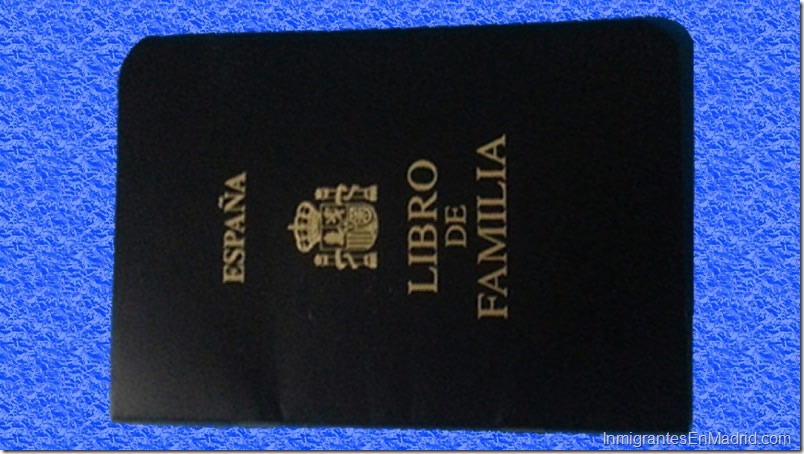 ESPAÑA
LIBRO
DE
FAMILIA
InmigrantesEnMadrid.com